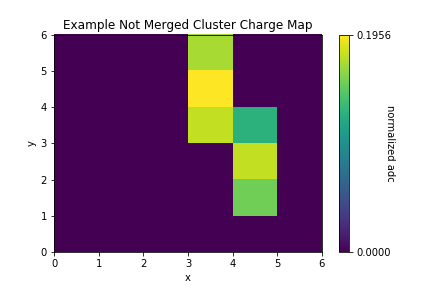 Example Not Merged Cluster Charge Map
6
5
4
3
2
1
0
y
0 1 2 3 4 5 6
x
0.1956
0.0000
normalized adc